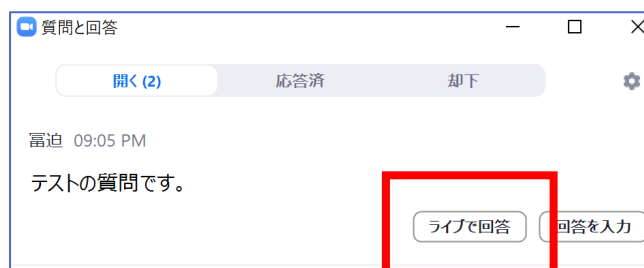 質問と回答
開く(2) 応答済 却下
冨迫 09:05 PM
テストの質問です。
ライブで回答 回答を入力